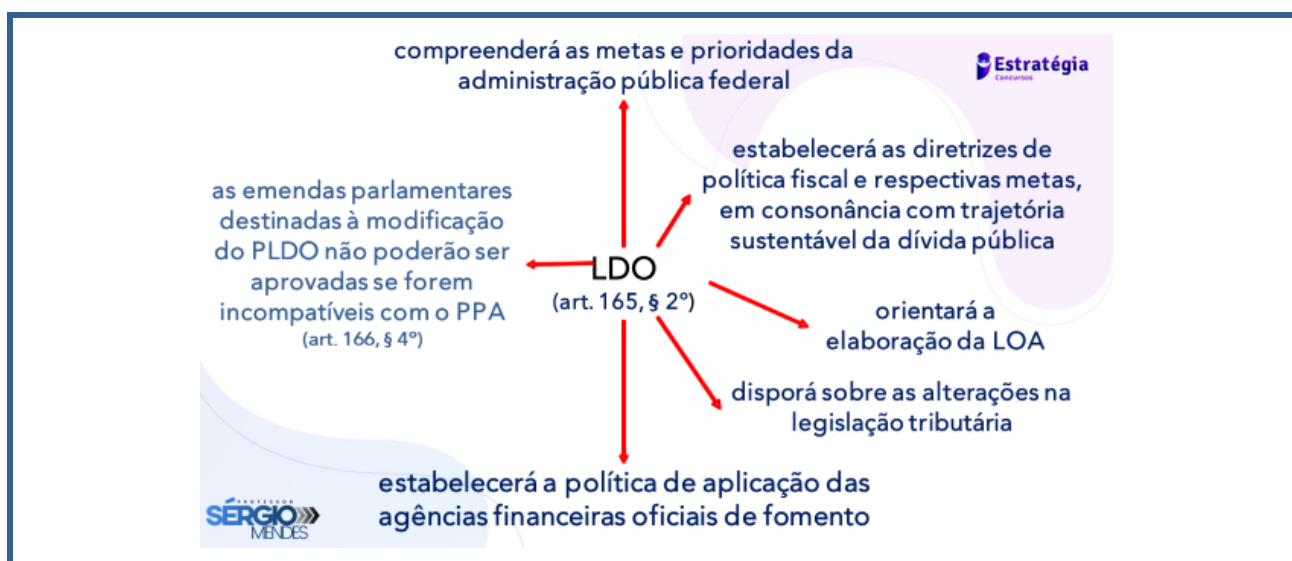 compreenderá as metas e prioridades da
administração pública federal
Estratégia
Concursos
estabelecerá as diretrizes de
política fiscal e respectivas metas,
em consonância com trajetória
sustentável da dívida pública
as emendas parlamentares
destinadas à modificação
do PLDO não poderão ser
aprovadas se forem
incompatíveis com o PPA
(art. 166, § 4º)
LDO
(art. 165, § 2º)
orientará a
elaboração da LOA
disporá sobre as alterações na
legislação tributária
estabelecerá a política de aplicação das
agências financeiras oficiais de fomento
PROFESSOR
SÉRGIO
MENDES